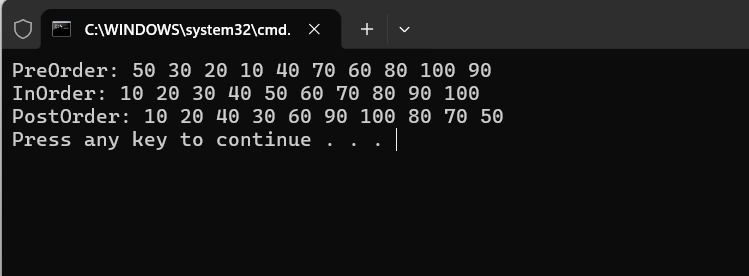 C:\WINDOWS\system32\cmd.
PreOrder: 50 30 20 10 40 70 60 80 100 90
InOrder: 10 20 30 40 50 60 70 80 90 100
PostOrder: 10 20 40 30 60 90 100 80 70 50
Press any key to continue . . .